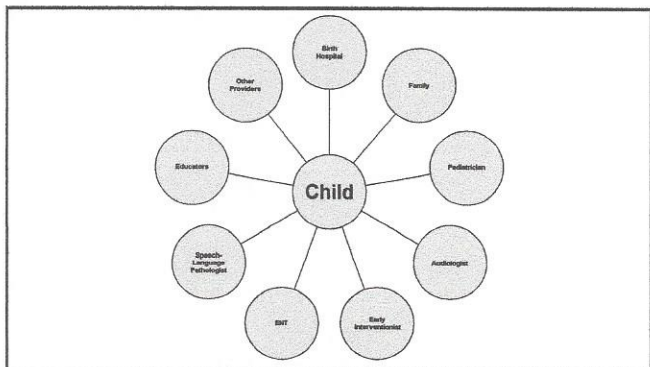 Birth
Hospital
Family
Pediatrician
Audiologist
Early
Interventionist
ENT
Speech-
Language
Pathologist
Educators
Other
Providers
Child